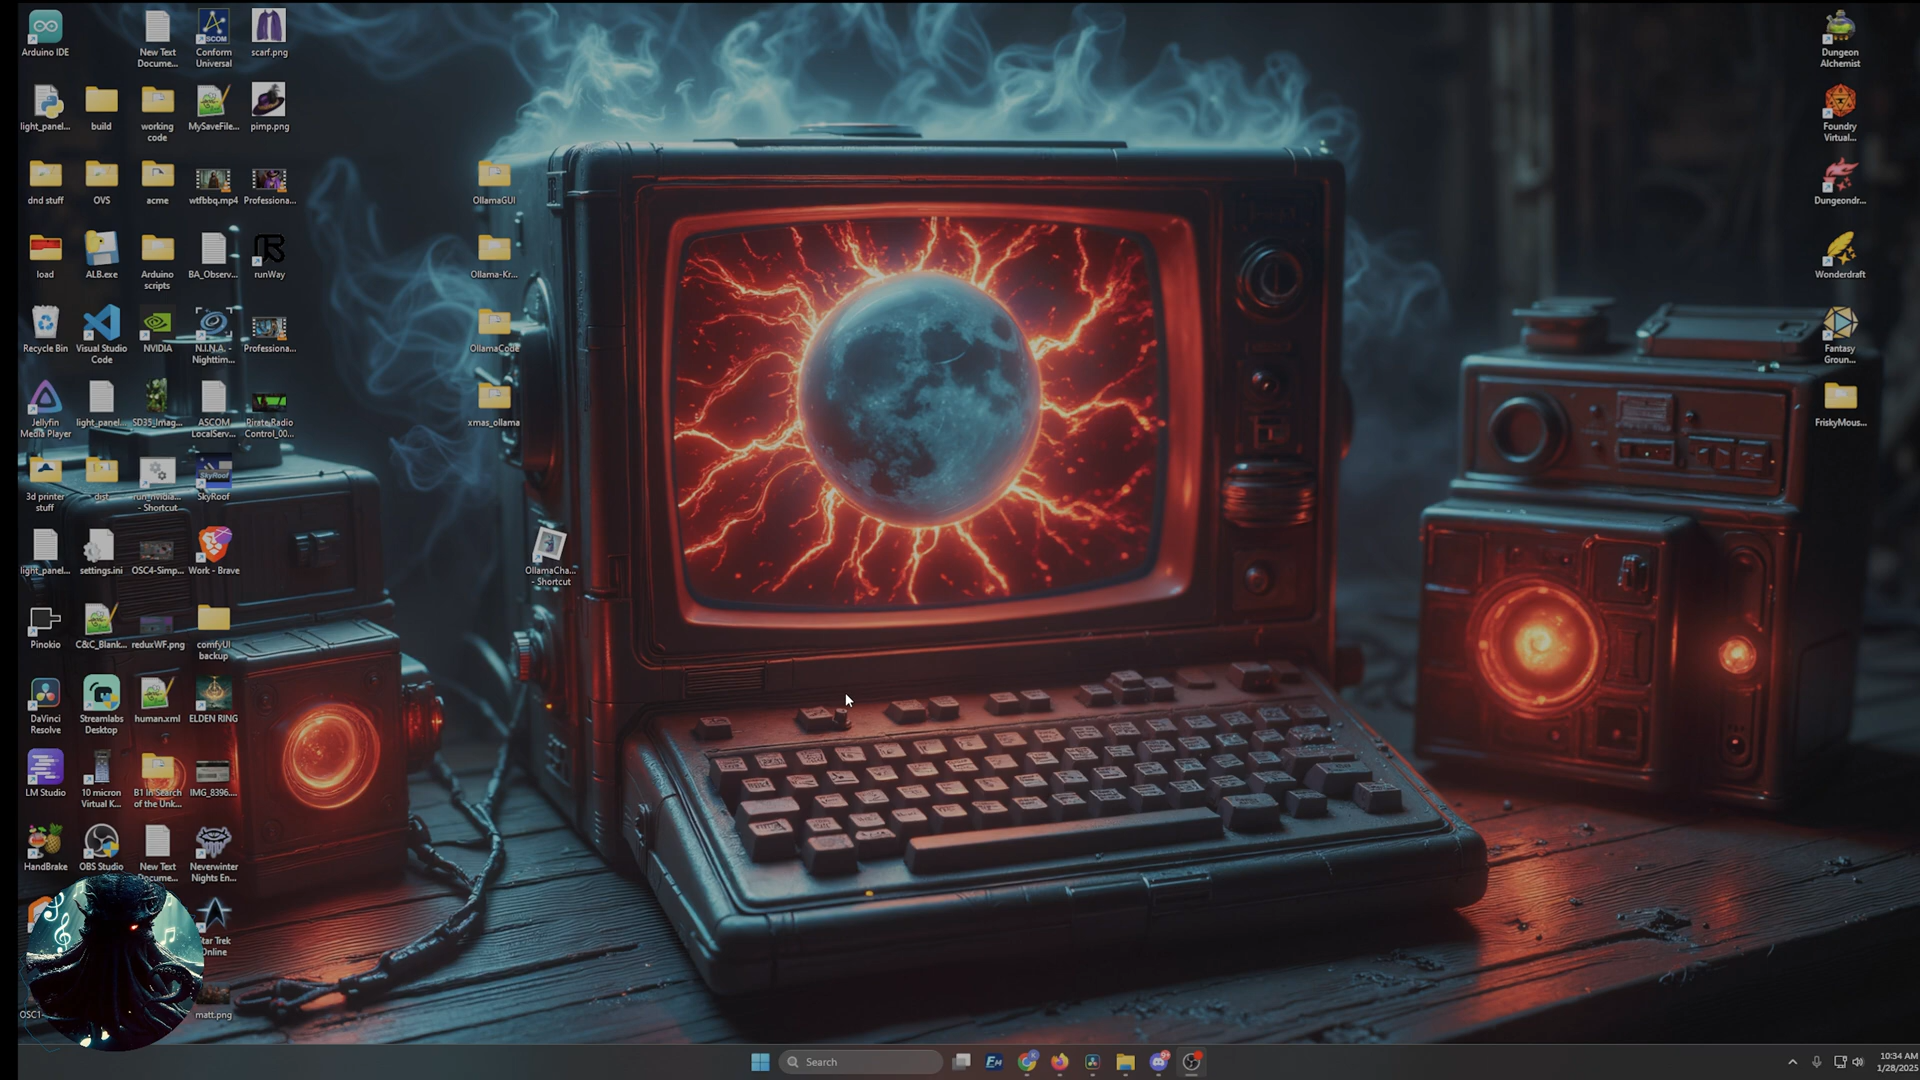 Arduino IDE
New Text
Docume...
Conform
Universal
scarf.png
light_panel...
build
working
code
MySaveFile...
pimp.png
dnd stuff
OVS
acme
wtfbbq.mp4
Professiona...
load
ALB.exe
Arduino
scripts
BA_Observ...
runWay
Recycle Bin
Visual Studio
Code
NVIDIA
N.I.N.A. -
Nighttim...
Professiona...
Jellyfin
Media Player
light_panel...
SD35_Imag...
ASCOM
LocalServ...
Pirate Radio
Control_00...
3d printer
stuff
dist
run_nvidia...
- Shortcut
SkyRoof
SkyRoof
light_panel...
settings.ini
OSC4-Simp...
Work - Brave
Pinokio
C&C_Blank...
reduxWF.png
comfyUI
backup
DaVinci
Resolve
Streamlabs
Desktop
human.xml
ELDEN RING
LM Studio
10 micron
Virtual K...
B1 In Search
of the Unk...
IMG_8396....
HandBrake
OBS Studio
New Text
Docume...
Neverwinter
Nights En...
Star Trek
Online
OSC1-
matt.png
OllamaGUI
Ollama-Kr...
OllamaCode
xmas_ollama
OllamaCha...
- Shortcut
Dungeon
Alchemist
Foundry
Virtual...
Dungeondr...
Wonderdraft
Fantasy
Groun...
FriskyMous...
Search
10:34 AM
1/28/2025